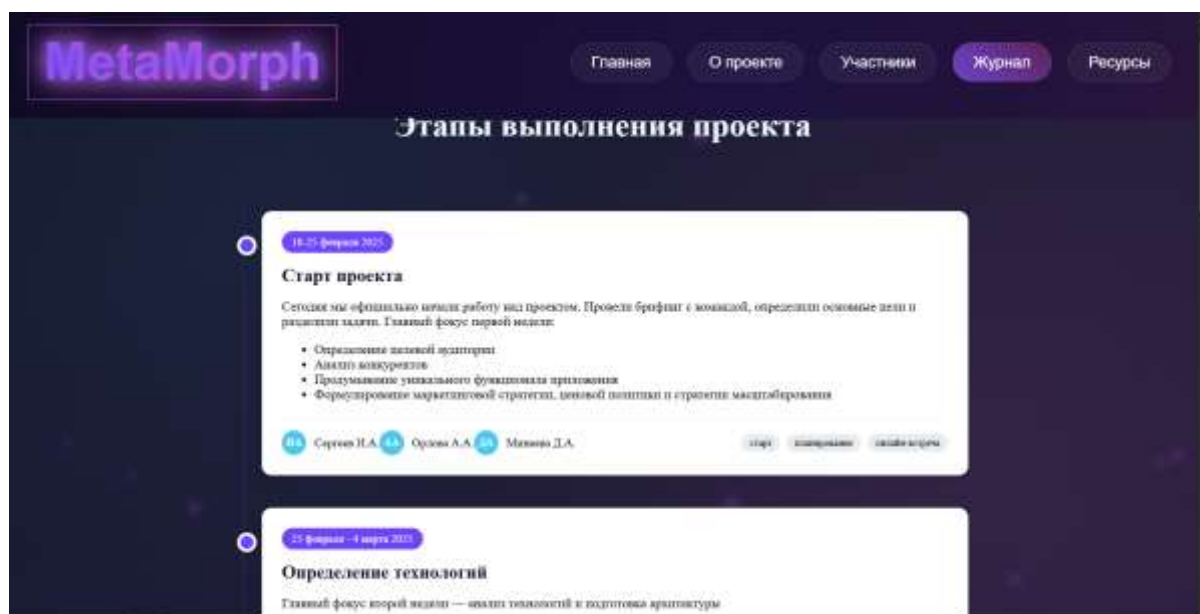 MetaMorph
Главная
О проекте
Участники
Журнал
Ресурсы
Этапы выполнения проекта
18-25 февраля 2025
Старт проекта
Сегодня мы официально начали работу над проектом. Провели брифинг с командой, определили основные цели и
разделили задачи. Главный фокус первой недели:
• Определение целевой аудитории
• Анализ конкурентов
• Продумывание уникального функционала приложения
• Формулирование маркетинговой стратегии, ценовой политики и стратегии масштабирования
Сергеев И.А.
Орлова А.А.
Д.А.
старт
планирование
онлайн-встреча
25 февраля - 4 марта 2025
Определение технологий
Главный фокус второй недели — анализ технологий и подготовка архитектуры